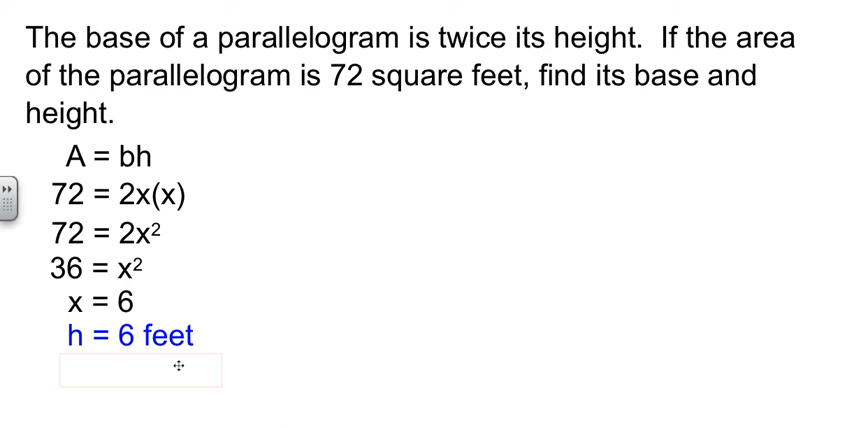 The base of a parallelogram is twice its height.  If the area
of the parallelogram is 72 square feet, find its base and
height.
A = bh
72 = 2x(x)
72 = 2x²
36 = x²
x = 6
h = 6 feet